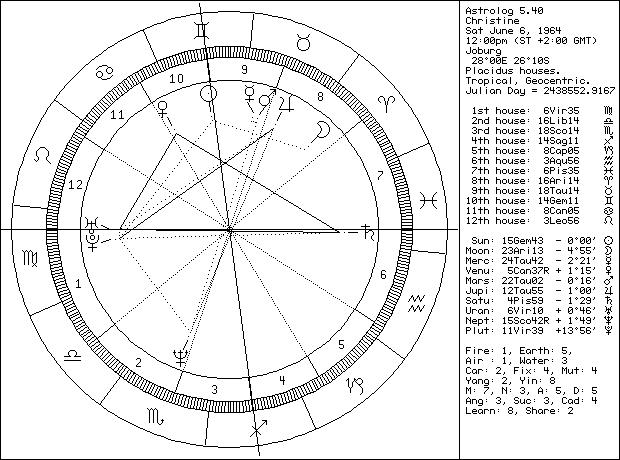 Astrolog 5.40
Christine
Sat June 6, 1964
12:00pm (ST +2:00 GMT)
Joburg
28°00E 26°10S
Placidus houses.
Tropical, Geocentric.
Julian Day = 2438552.9167
1st house: 6Vir35 ♍
2nd house: 16Lib14 ♎
3rd house: 18Sco14 ♏
4th house: 14Sag11 ♐
5th house: 8Cap05 ♑
6th house: 3Aqu56 ♒
7th house: 6Pis35 ♓
8th house: 16Ari14 ♈
9th house: 18Tau14 ♉
10th house: 14Gem11 ♊
11th house: 8Can05 ♋
12th house: 3Leo56 ♌
Sun: 15Gem43 - 0°00' ☉
Moon: 23Ari13 - 4°55' ☽
Merc: 24Tau42 - 2°21' ☿
Venu: 5Can37R + 1°15' ♀
Mars: 22Tau02 - 0°16' ♂
Jupi: 12Tau55 - 1°00' ♃
Satu: 4Pis59 - 1°29' ♄
Uran: 6Vir10 + 0°46' ♅
Nept: 15Sco42R + 1°49' ♆
Plut: 11Vir39 +13°56' ♇
Fire: 1, Earth: 5,
Air : 1, Water: 3
Car: 2, Fix: 4, Mut: 4
Yang: 2, Yin: 8
M: 7, N: 3, A: 5, D: 5
Ang: 3, Suc: 3, Cad: 4
Learn: 8, Share: 2
10
9
11
8
12
7
1
6
2
3
4
5